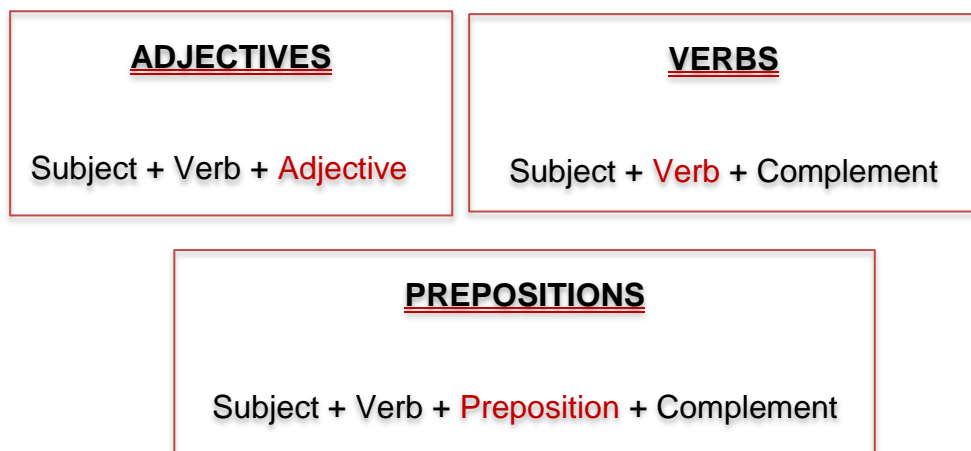 ADJECTIVES
Subject + Verb + Adjective
VERBS
Subject + Verb + Complement
PREPOSITIONS
Subject + Verb + Preposition + Complement